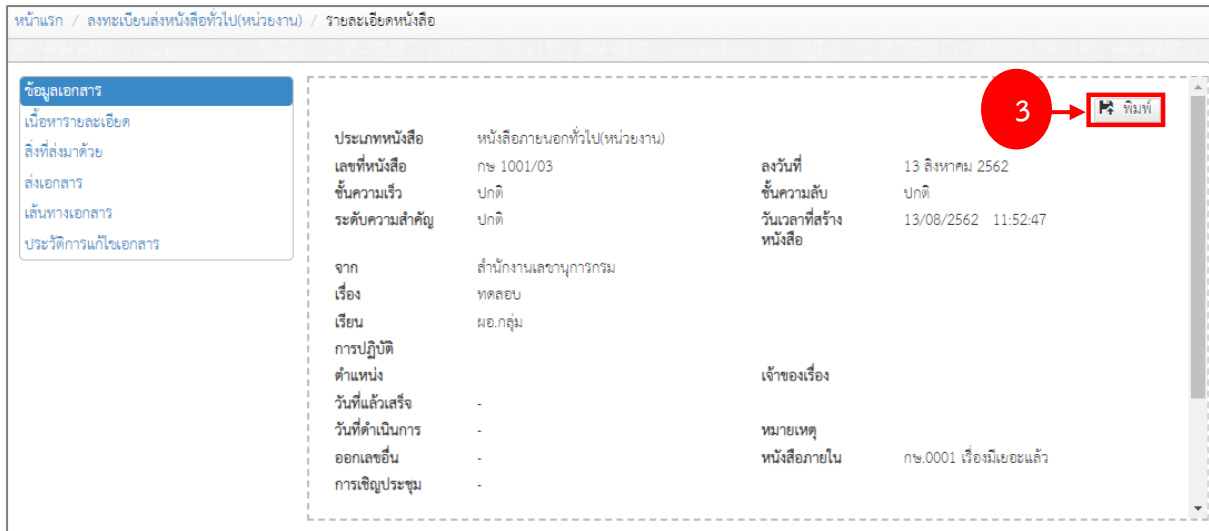 หน้าแรก / ลงทะเบียนส่งหนังสือทั่วไป(หน่วยงาน) / รายละเอียดหนังสือ
ข้อมูลเอกสาร
เนื้อหารายละเอียด
สิ่งที่ส่งมาด้วย
ส่งเอกสาร
เส้นทางเอกสาร
ประวัติการแก้ไขเอกสาร
3 พิมพ์
ประเภทหนังสือ หนังสือภายนอกทั่วไป(หน่วยงาน)
เลขที่หนังสือ กษ 1001/03 ลงวันที่ 13 สิงหาคม 2562
ชั้นความเร็ว ปกติ ชั้นความลับ ปกติ
ระดับความสำคัญ ปกติ วันเวลาที่สร้าง 13/08/2562 11:52:47
หนังสือ
จาก สำนักงานเลขานุการกรม
เรื่อง ทดสอบ
เรียน ผอ.กลุ่ม
การปฏิบัติ
ตำแหน่ง เจ้าของเรื่อง
วันที่แล้วเสร็จ -
วันที่ดำเนินการ - หมายเหตุ
ออกเลขอื่น - หนังสือภายใน กษ.0001 เรื่องมีเยอะแล้ว
การเชิญประชุม -